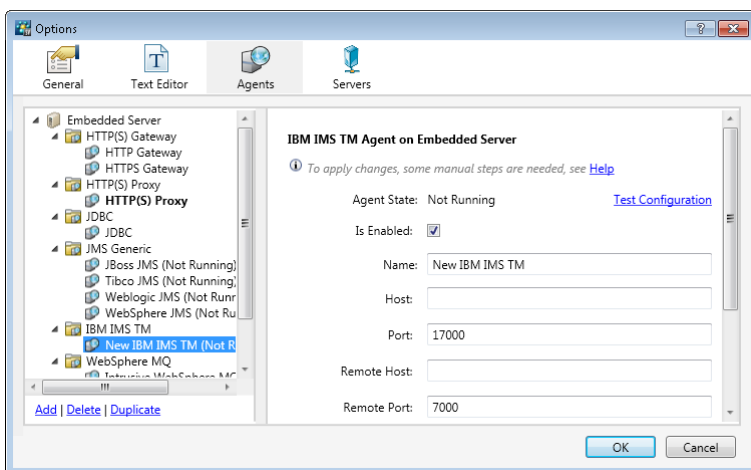 Options
General Text Editor Agents Servers
Embedded Server
HTTP(S) Gateway
HTTP Gateway
HTTPS Gateway
HTTP(S) Proxy
HTTP(S) Proxy
JDBC
JDBC
JMS Generic
JBoss JMS (Not Running)
Tibco JMS (Not Running)
Weblogic JMS (Not Runr
WebSphere JMS (Not Ru
IBM IMS TM
New IBM IMS TM (Not R
WebSphere MQ
Intrusive WebSphere MC
Add | Delete | Duplicate
IBM IMS TM Agent on Embedded Server
To apply changes, some manual steps are needed, see Help
Agent State: Not Running Test Configuration
Is Enabled:
Name: New IBM IMS TM
Host:
Port: 17000
Remote Host:
Remote Port: 7000
OK Cancel